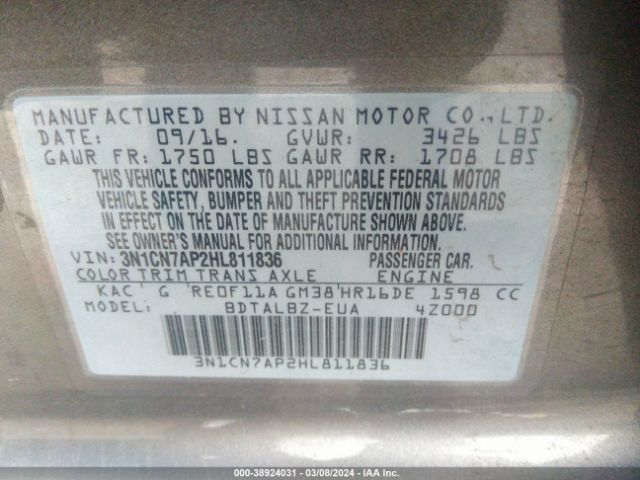 MANUFACTURED BY NISSAN MOTOR CO.,LTD.
DATE: 09/16. GVWR: 3426 LBS
GAWR FR: 1750 LBS GAWR RR: 1708 LBS
THIS VEHICLE CONFORMS TO ALL APPLICABLE FEDERAL MOTOR
VEHICLE SAFETY, BUMPER AND THEFT PREVENTION STANDARDS
IN EFFECT ON THE DATE OF MANUFACTURE SHOWN ABOVE.
SEE OWNER'S MANUAL FOR ADDITIONAL INFORMATION.
VIN: 3N1CN7AP2HL811836 PASSENGER CAR.
COLOR TRIM TRANS AXLE ENGINE
KAC' G 'RE0F11A GM38'HR16DE 1598 CC
MODEL: BDTALBZ-EUA 4Z000
3N1CN7AP2HL811836
000-38924031 - 03/08/2024 - IAA Inc.